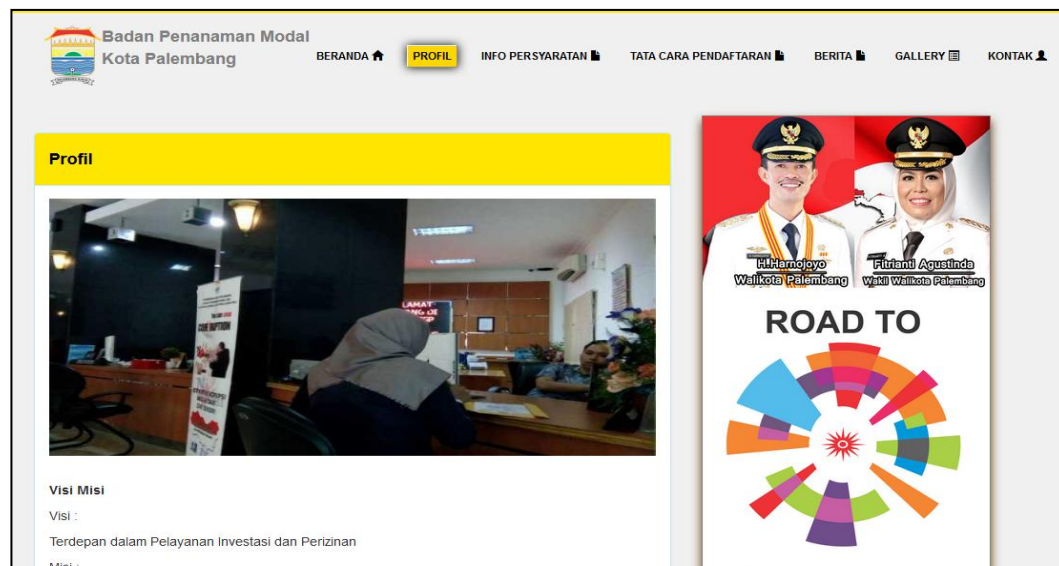 Badan Penanaman Modal
Kota Palembang
BERANDA PROFIL INFO PERSYARATAN TATA CARA PENDAFTARAN BERITA GALLERY KONTAK
Profil
H.Harnojoyo
Walikota Palembang
Fitrianti Agustinda
Wakil Walikota Palembang
ROAD TO
Visi Misi
Visi :
Terdepan dalam Pelayanan Investasi dan Perizinan
Misi :